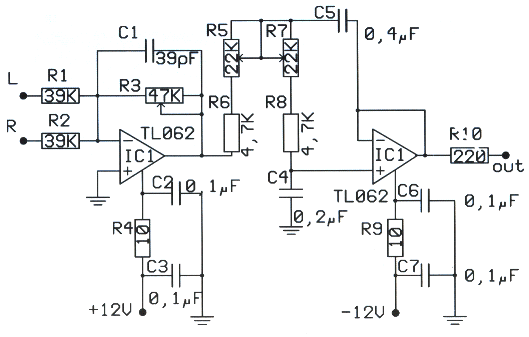 C1
39pF
L
R1
39K
R3
47K
R
R2
39K
TL062
IC1
R5
22K
R7
22K
C5
0,4µF
R6
4,7K
R8
4,7K
C2
0,1µF
C4
0,2µF
R4
10
C3
0,1µF
+12V
IC1
TL062
R10
220
out
C6
0,1µF
R9
10
C7
0,1µF
-12V